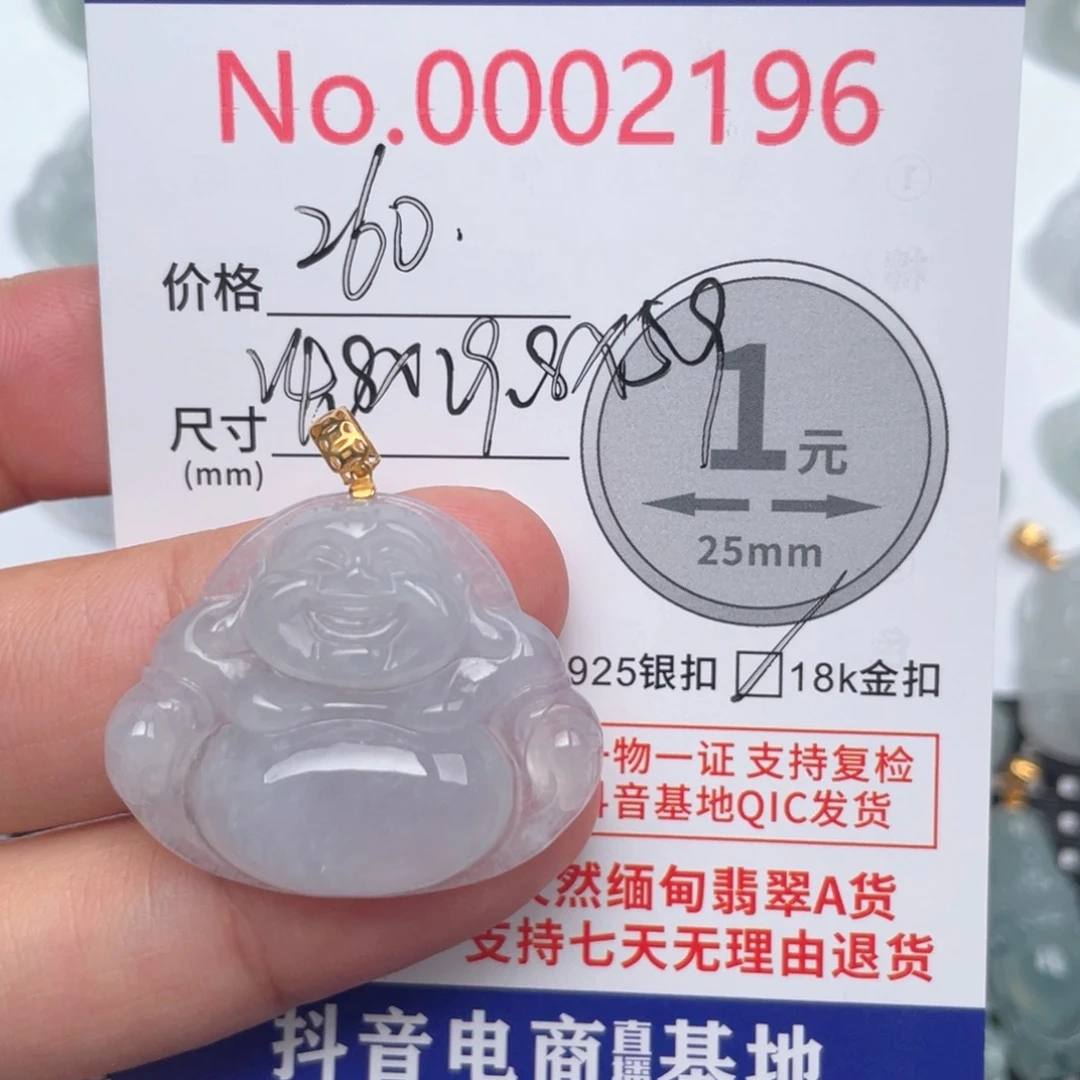 No.0002196
价格 260.
尺寸
(mm)
1元
25mm
925银扣 18k金扣
物一证 支持复检
音基地QIC发货
然缅甸翡翠A货
支持七天无理由退货
抖音电商直播基地